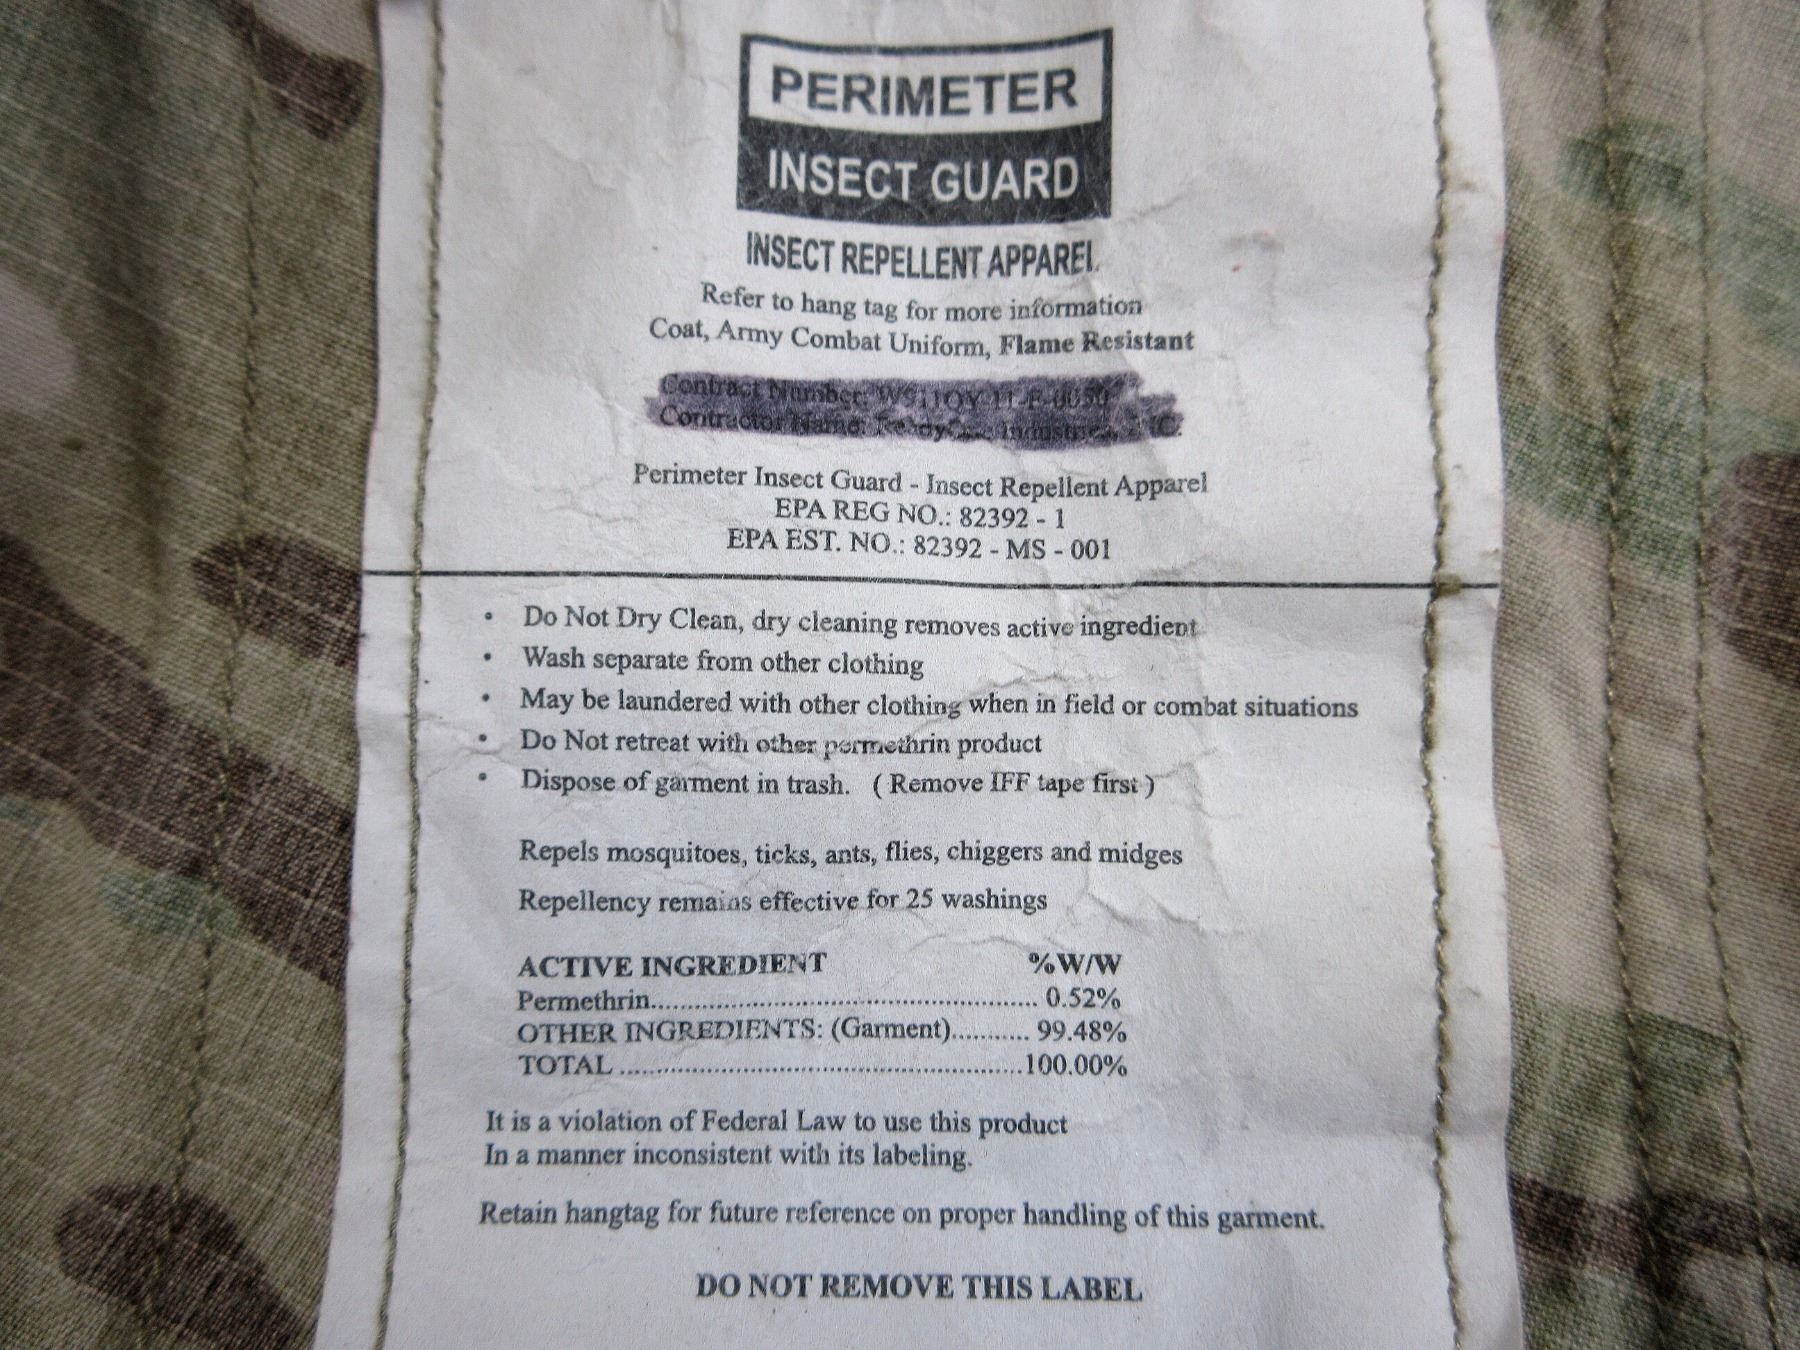 PERIMETER
INSECT GUARD
INSECT REPELLENT APPAREL
Refer to hang tag for more information
Coat, Army Combat Uniform, Flame Resistant
Contract Number:
Contractor Name: Industries,
Perimeter Insect Guard - Insect Repellent Apparel
EPA REG NO.: 82392 - 1
EPA EST. NO.: 82392 - MS - 001
• Do Not Dry Clean, dry cleaning removes active ingredient
• Wash separate from other clothing
• May be laundered with other clothing when in field or combat situations
• Do Not retreat with other permethrin product
• Dispose of garment in trash. ( Remove IFF tape first )
Repels mosquitoes, ticks, ants, flies, chiggers and midges
Repellency remains effective for 25 washings
ACTIVE INGREDIENT %W/W
Permethrin............................................. 0.52%
OTHER INGREDIENTS: (Garment)........... 99.48%
TOTAL ...............................................100.00%
It is a violation of Federal Law to use this product
In a manner inconsistent with its labeling.
Retain hangtag for future reference on proper handling of this garment.
DO NOT REMOVE THIS LABEL